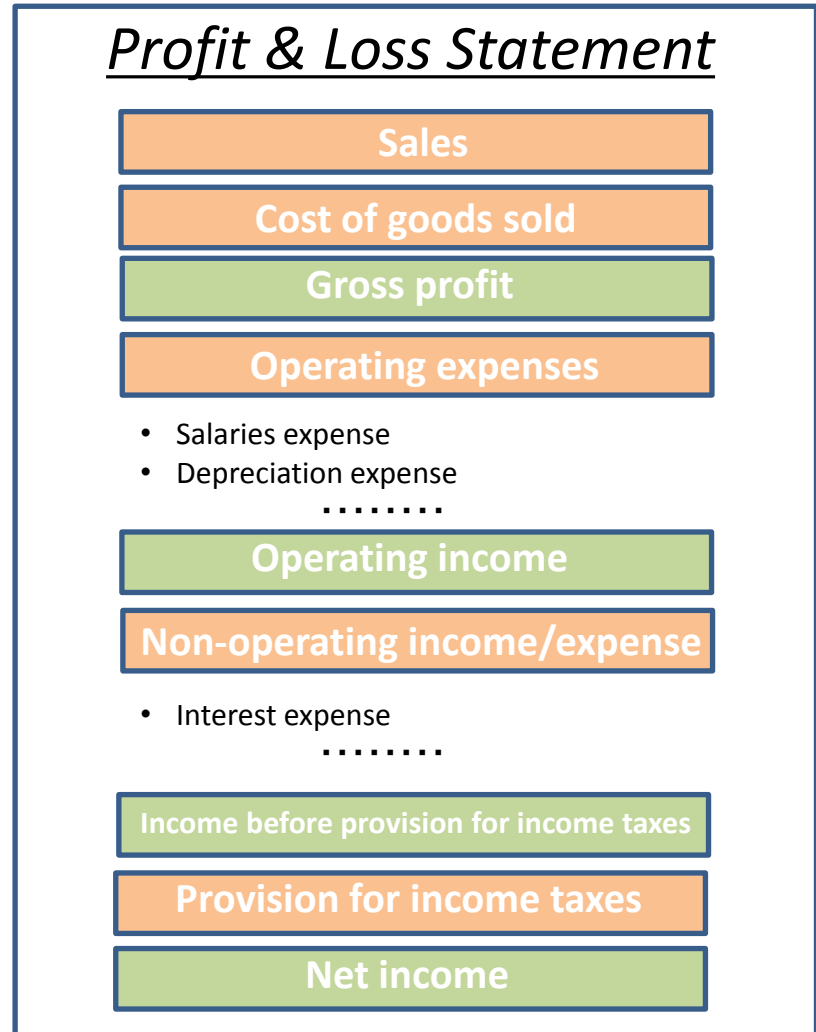 Profit & Loss Statement
Sales
Cost of goods sold
Gross profit
Operating expenses
• Salaries expense
• Depreciation expense
........
Operating income
Non-operating income/expense
• Interest expense
........
Income before provision for income taxes
Provision for income taxes
Net income